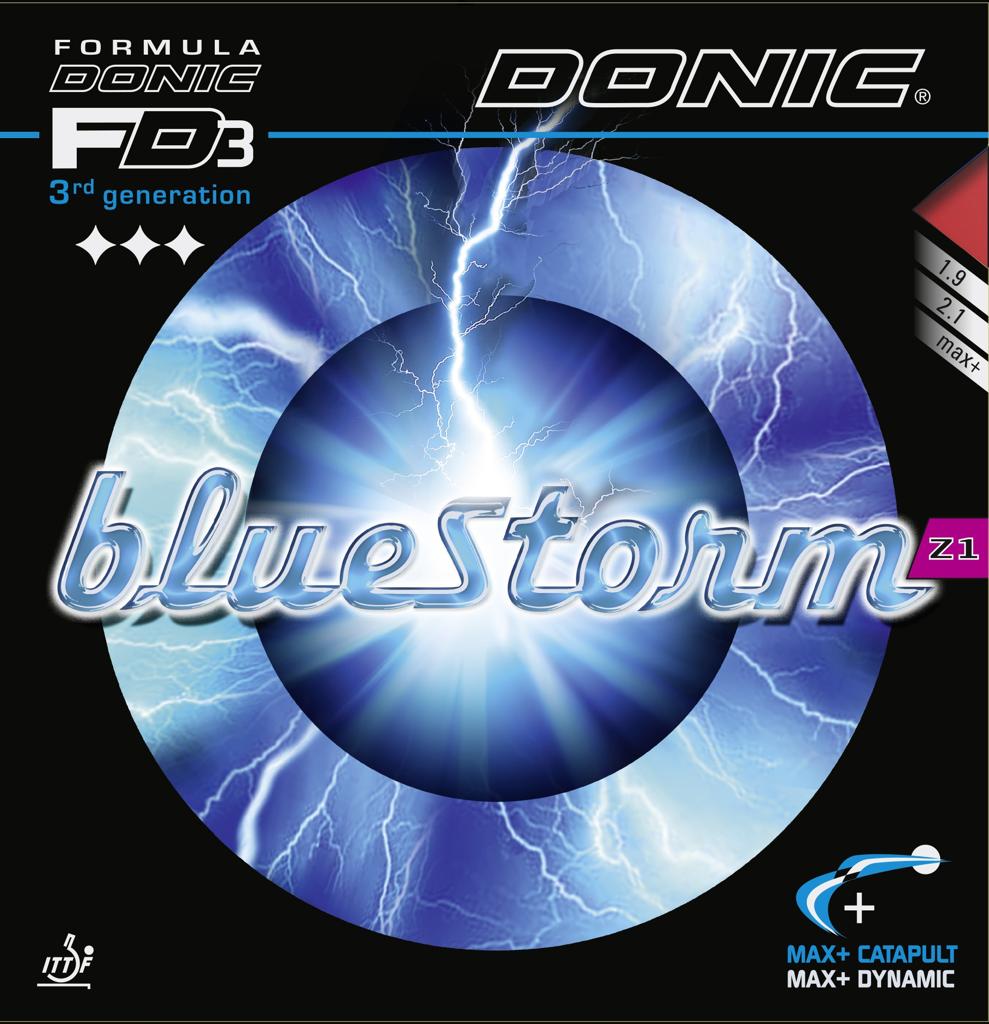 FORMULA
DONIC
FD3
3rd generation
DONIC®
1.9
2.1
max+
bluestorm
Z1
ITTF
MAX+ CATAPULT
MAX+ DYNAMIC